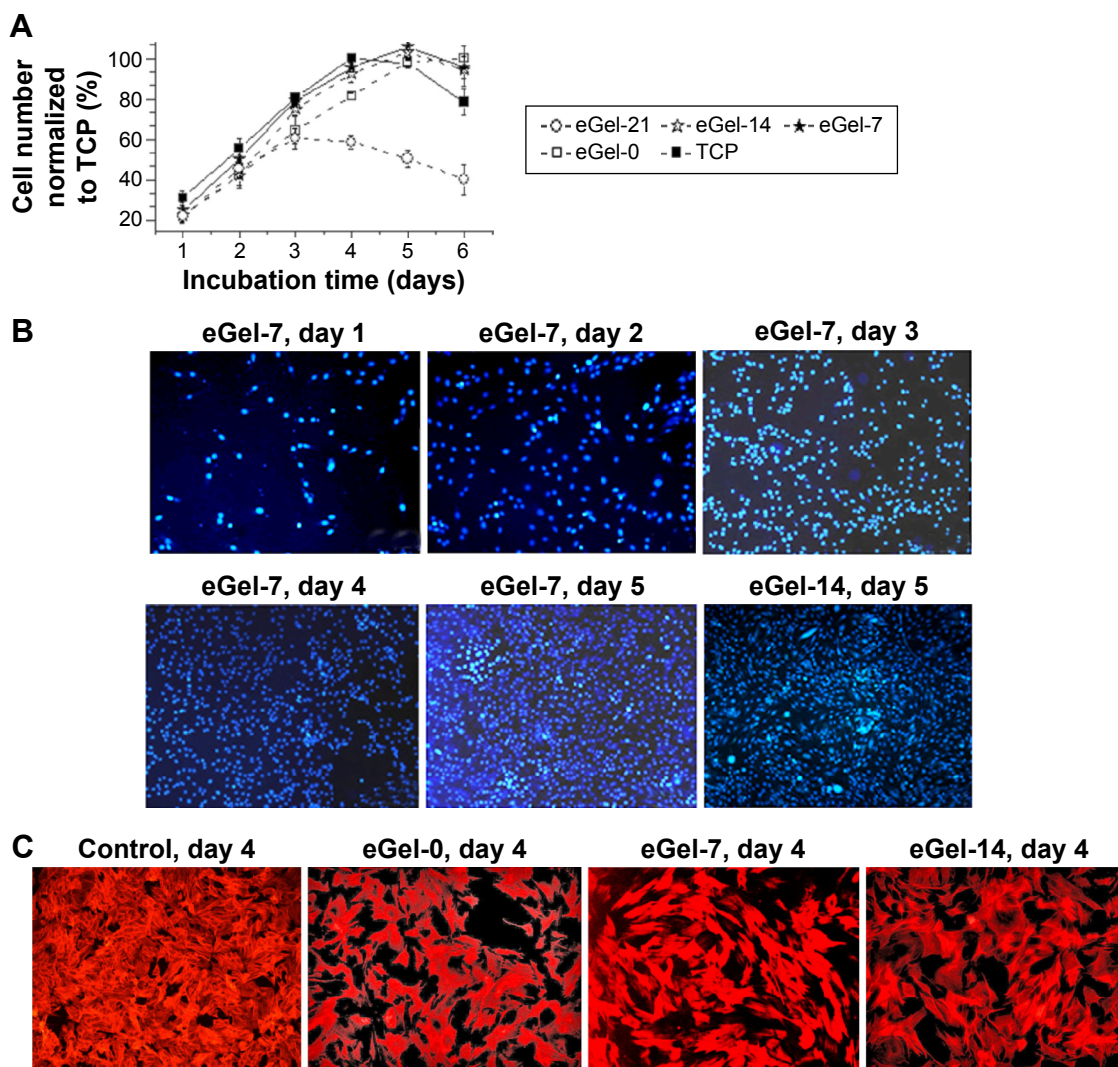 A
Cell number
normalized
to TCP (%)
100
80
60
40
20
1 2 3 4 5 6
Incubation time (days)
eGel-21 eGel-14 eGel-7
eGel-0 TCP
B
eGel-7, day 1 eGel-7, day 2 eGel-7, day 3
eGel-7, day 4 eGel-7, day 5 eGel-14, day 5
C
Control, day 4 eGel-0, day 4 eGel-7, day 4 eGel-14, day 4